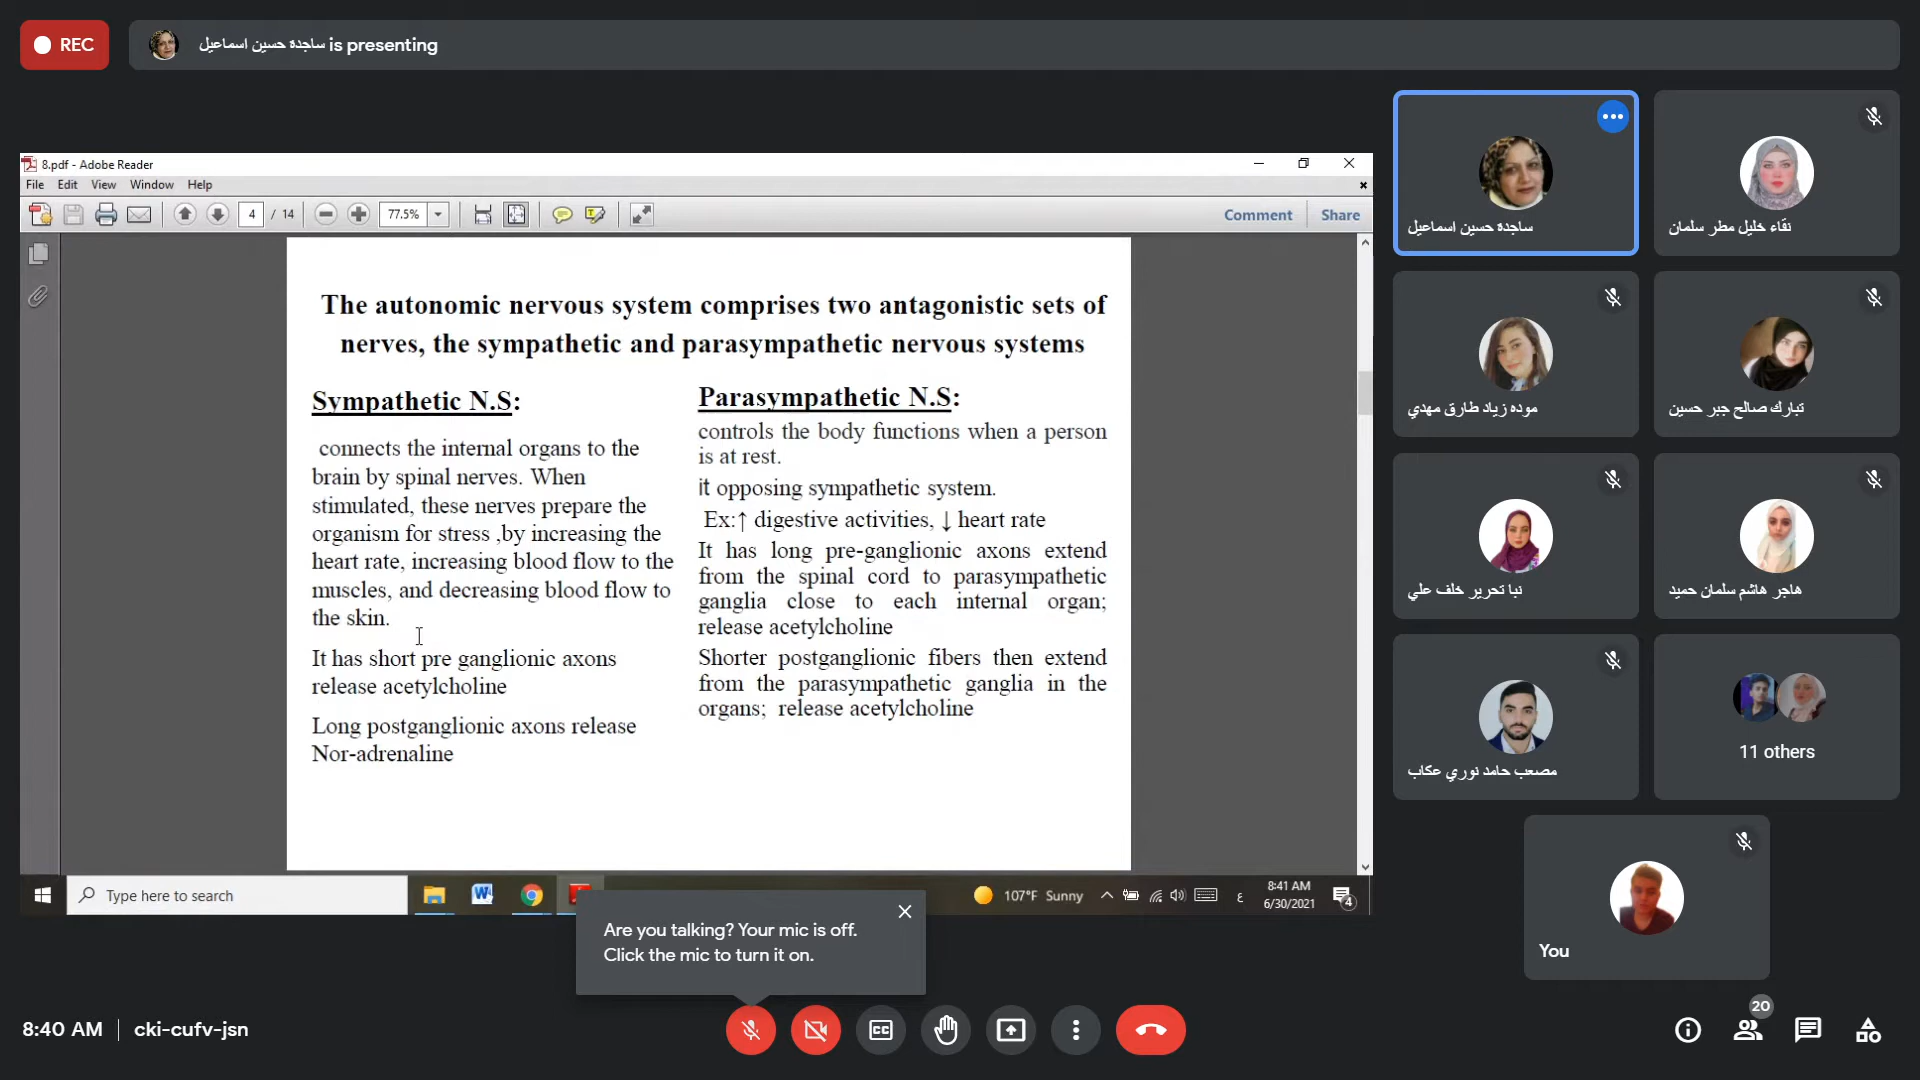 REC
ساجدة حسين اسماعيل is presenting
8.pdf - Adobe Reader
File Edit View Window Help
4 / 14 77.5% Comment Share
The autonomic nervous system comprises two antagonistic sets of
nerves, the sympathetic and parasympathetic nervous systems
Sympathetic N.S:
connects the internal organs to the
brain by spinal nerves. When
stimulated, these nerves prepare the
organism for stress ,by increasing the
heart rate, increasing blood flow to the
muscles, and decreasing blood flow to
the skin.
It has short pre ganglionic axons
release acetylcholine
Long postganglionic axons release
Nor-adrenaline
Parasympathetic N.S:
controls the body functions when a person
is at rest.
it opposing sympathetic system.
Ex:↑ digestive activities, ↓ heart rate
It has long pre-ganglionic axons extend
from the spinal cord to parasympathetic
ganglia close to each internal organ;
release acetylcholine
Shorter postganglionic fibers then extend
from the parasympathetic ganglia in the
organs; release acetylcholine
Type here to search
107°F Sunny
ع
8:41 AM
6/30/2021
4
Are you talking? Your mic is off.
Click the mic to turn it on.
ساجدة حسين اسماعيل
نقاء خليل مطر سلمان
موده زياد طارق مهدي
تبارك صالح جبر حسين
نبا تحرير خلف علي
هاجر هاشم سلمان حميد
مصعب حامد نوري عكاب
11 others
You
8:40 AM cki-cufv-jsn
20